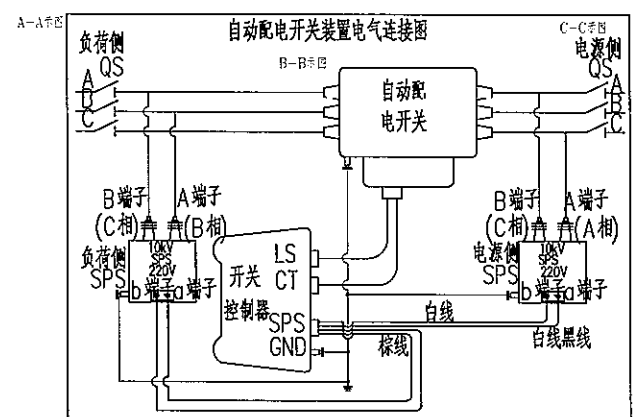 A-A示图
自动配电开关装置电气连接图
C-C示图
负荷侧
QS
B-B示图
电源侧
QS
A
B
C
自动配
电开关
A
B
C
B端子
(C相)
A端子
(B相)
B端子
(C相)
A端子
(A相)
负荷侧
SPS
10kV
SPS
220V
b端子
a端子
开关
控制器
LS
CT
SPS
GND
电源侧
SPS
10kV
SPS
220V
b端子
a端子
白线
棕线
白线黑线